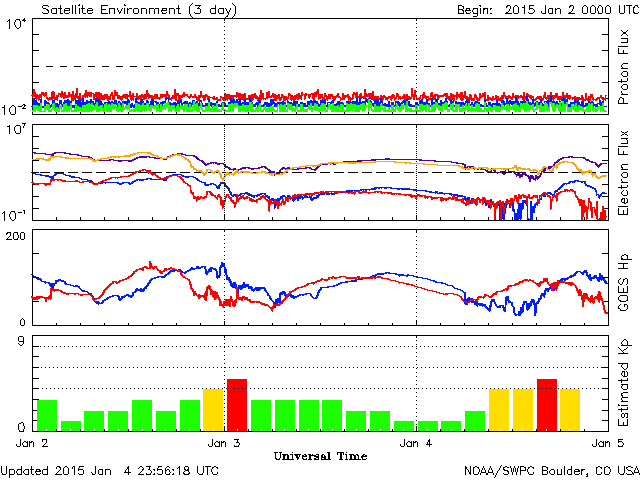 Satellite Environment (3 day) Begin: 2015 Jan 2 0000 UTC
10⁴
10⁻²
Proton Flux
10⁷
10⁻¹
Electron Flux
200
100
0
GOES Hp
9
0
Estimated Kp
Jan 2 Jan 3 Jan 4 Jan 5
Universal Time
Updated 2015 Jan 4 23:56:18 UTC NOAA/SWPC Boulder, CO USA